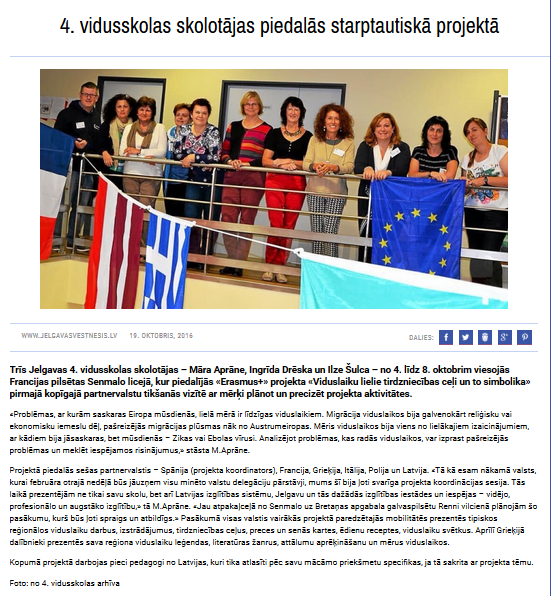 4. vidusskolas skolotājas piedalās starptautiskā projektā
WWW.JELGAVASVESTNESIS.LV 19. OKTOBRIS, 2016 DALIES:
Trīs Jelgavas 4. vidusskolas skolotājas – Māra Aprāne, Ingrīda Drēska un Ilze Šulca – no 4. līdz 8. oktobrim viesojās
Francijas pilsētas Senmalo licejā, kur piedalījās «Erasmus+» projekta «Viduslaiku lielie tirdzniecības ceļi un to simbolika»
pirmajā kopīgajā partnervalstu tikšanās vizītē ar mērķi plānot un precizēt projekta aktivitātes.
«Problēmas, ar kurām saskaras Eiropa mūsdienās, lielā mērā ir līdzīgas viduslaikiem. Migrācija viduslaikos bija galvenokārt reliģisku vai
ekonomisku iemeslu dēļ, pašreizējās migrācijas plūsmas nāk no Austrumeiropas. Mēris viduslaikos bija viens no lielākajiem izaicinājumiem,
ar kādiem bija jāsaskaras, bet mūsdienās – Zikas vai Ebolas vīrusi. Analizējot problēmas, kas radās viduslaikos, var izprast pašreizējās
problēmas un meklēt iespējamos risinājumus,» stāsta M.Aprāne.
Projektā piedalās sešas partnervalstis – Spānija (projekta koordinators), Francija, Grieķija, Itālija, Polija un Latvija. «Tā kā esam nākamā valsts,
kurai februāra otrajā nedēļā būs jāuzņem visu minēto valstu delegāciju pārstāvji, mums šī bija ļoti svarīga projekta koordinācijas sesija. Tās
laikā prezentējām ne tikai savu skolu, bet arī Latvijas izglītības sistēmu, Jelgavu un tās dažādās izglītības iestādes un iespējas – vidējo,
profesionālo un augstāko izglītību,» tā M.Aprāne. «Jau atpakaļceļā no Senmalo uz Bretaņas apgabala galvaspilsētu Renni vilcienā plānojām šo
pasākumu, kurš būs ļoti spraigs un atbildīgs.» Pasākumā visas valstis vairākās projektā paredzētajās mobilitātēs prezentēs tipiskos
reģionālos viduslaiku darbus, izstrādājumus, tirdzniecības ceļus, preces un senās kartes, ēdienu receptes, viduslaiku svētkus. Aprīlī Grieķijā
dalībnieki prezentēs sava reģiona viduslaiku leģendas, literatūras žanrus, attālumu aprēķināšanu un mērus viduslaikos.
Kopumā projektā darbojas pieci pedagogi no Latvijas, kuri tika atlasīti pēc savu mācāmo priekšmetu specifikas, ja tā sakrita ar projekta tēmu.
Foto: no 4. vidusskolas arhīva